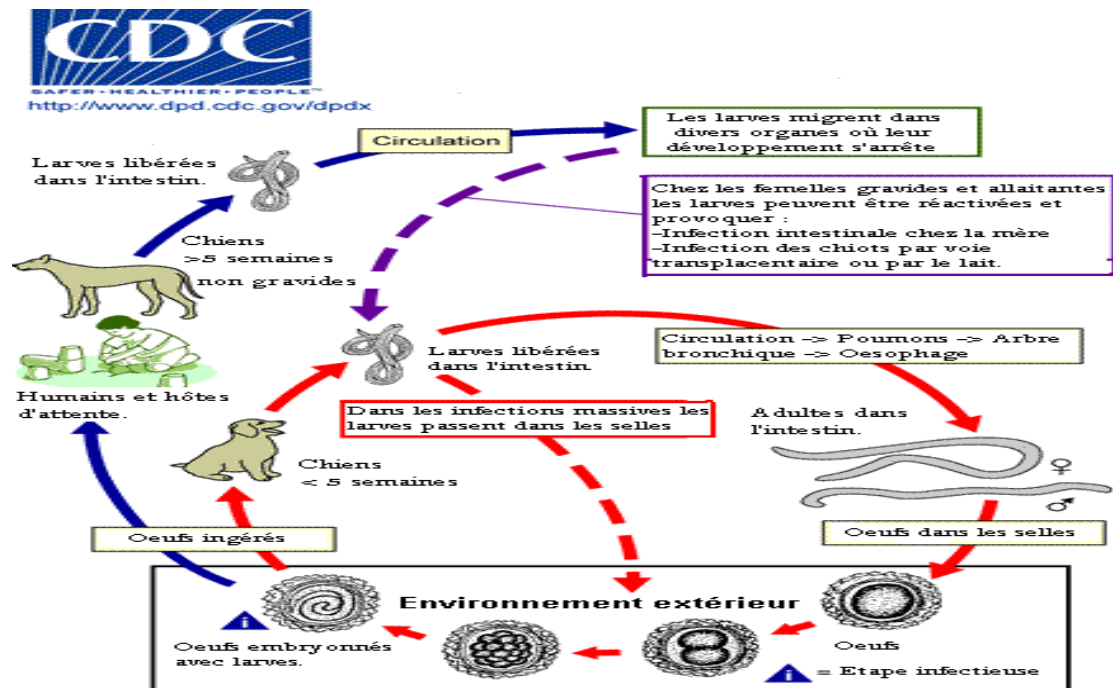 CDC
SAFER•HEALTHIER•PEOPLE™
http://www.dpd.cdc.gov/dpdx
Circulation
Les larves migrent dans
divers organes où leur
développement s'arrête
Larves libérées
dans l'intestin.
Chez les femelles gravides et allaitantes
les larves peuvent être réactivées et
provoquer :
-Infection intestinale chez la mère
-Infection des chiots par voie
transplacentaire ou par le lait.
Chiens
>5 semaines
non gravides
Larves libérées
dans l'intestin
Circulation -> Poumons -> Arbre
bronchique -> Oesophage
Humains et hôtes
d'attente.
Dans les infections massives les
larves passent dans les selles
Adultes dans
l'intestin.
♀
♂
Chiens
< 5 semaines
Oeufs ingérés
Oeufs dans les selles
Environnement extérieur
i
Oeufs embryonnés
avec larves.
Oeufs
i = Etape infectieuse